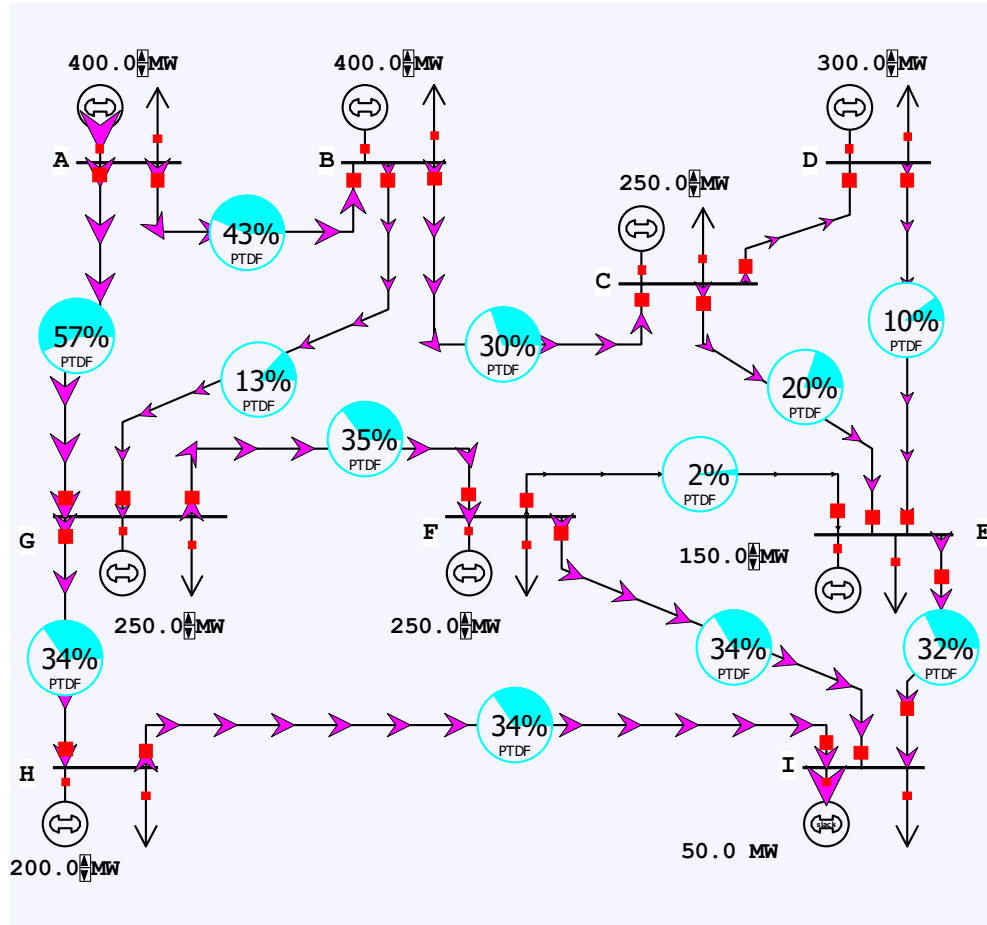 400.0 MW
400.0 MW
300.0 MW
A
B
D
250.0 MW
C
43%
PTDF
57%
PTDF
13%
PTDF
30%
PTDF
10%
PTDF
20%
PTDF
35%
PTDF
2%
PTDF
G
F
E
150.0 MW
250.0 MW
250.0 MW
34%
PTDF
34%
PTDF
32%
PTDF
34%
PTDF
H
I
slack
200.0 MW
50.0 MW